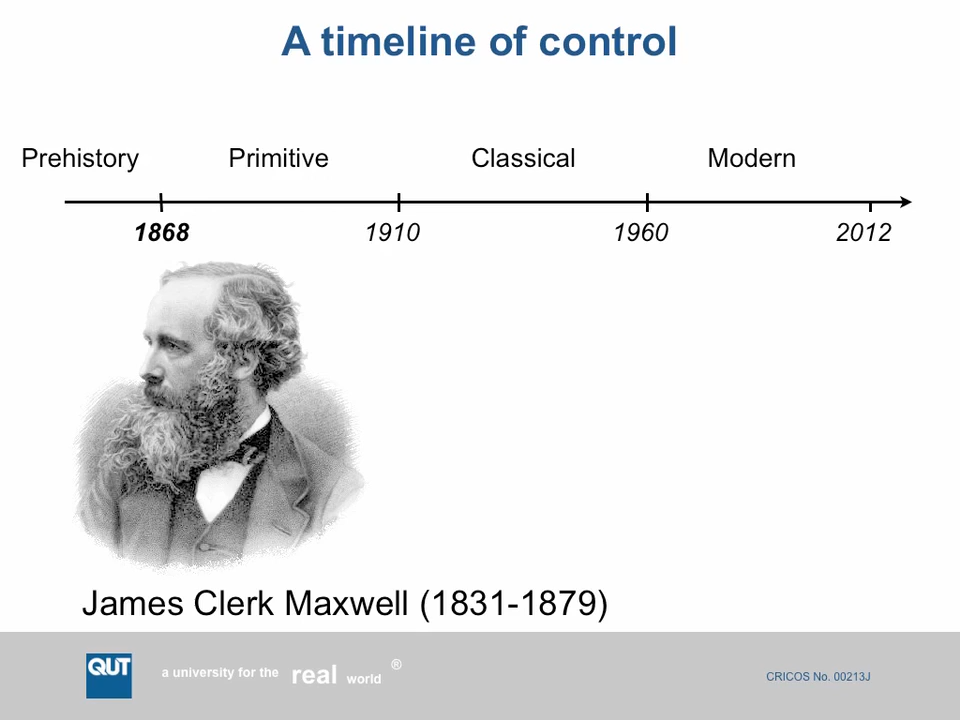 A timeline of control
Prehistory Primitive Classical Modern
1868 1910 1960 2012
James Clerk Maxwell (1831-1879)
QUT a university for the real world ® CRICOS No. 00213J